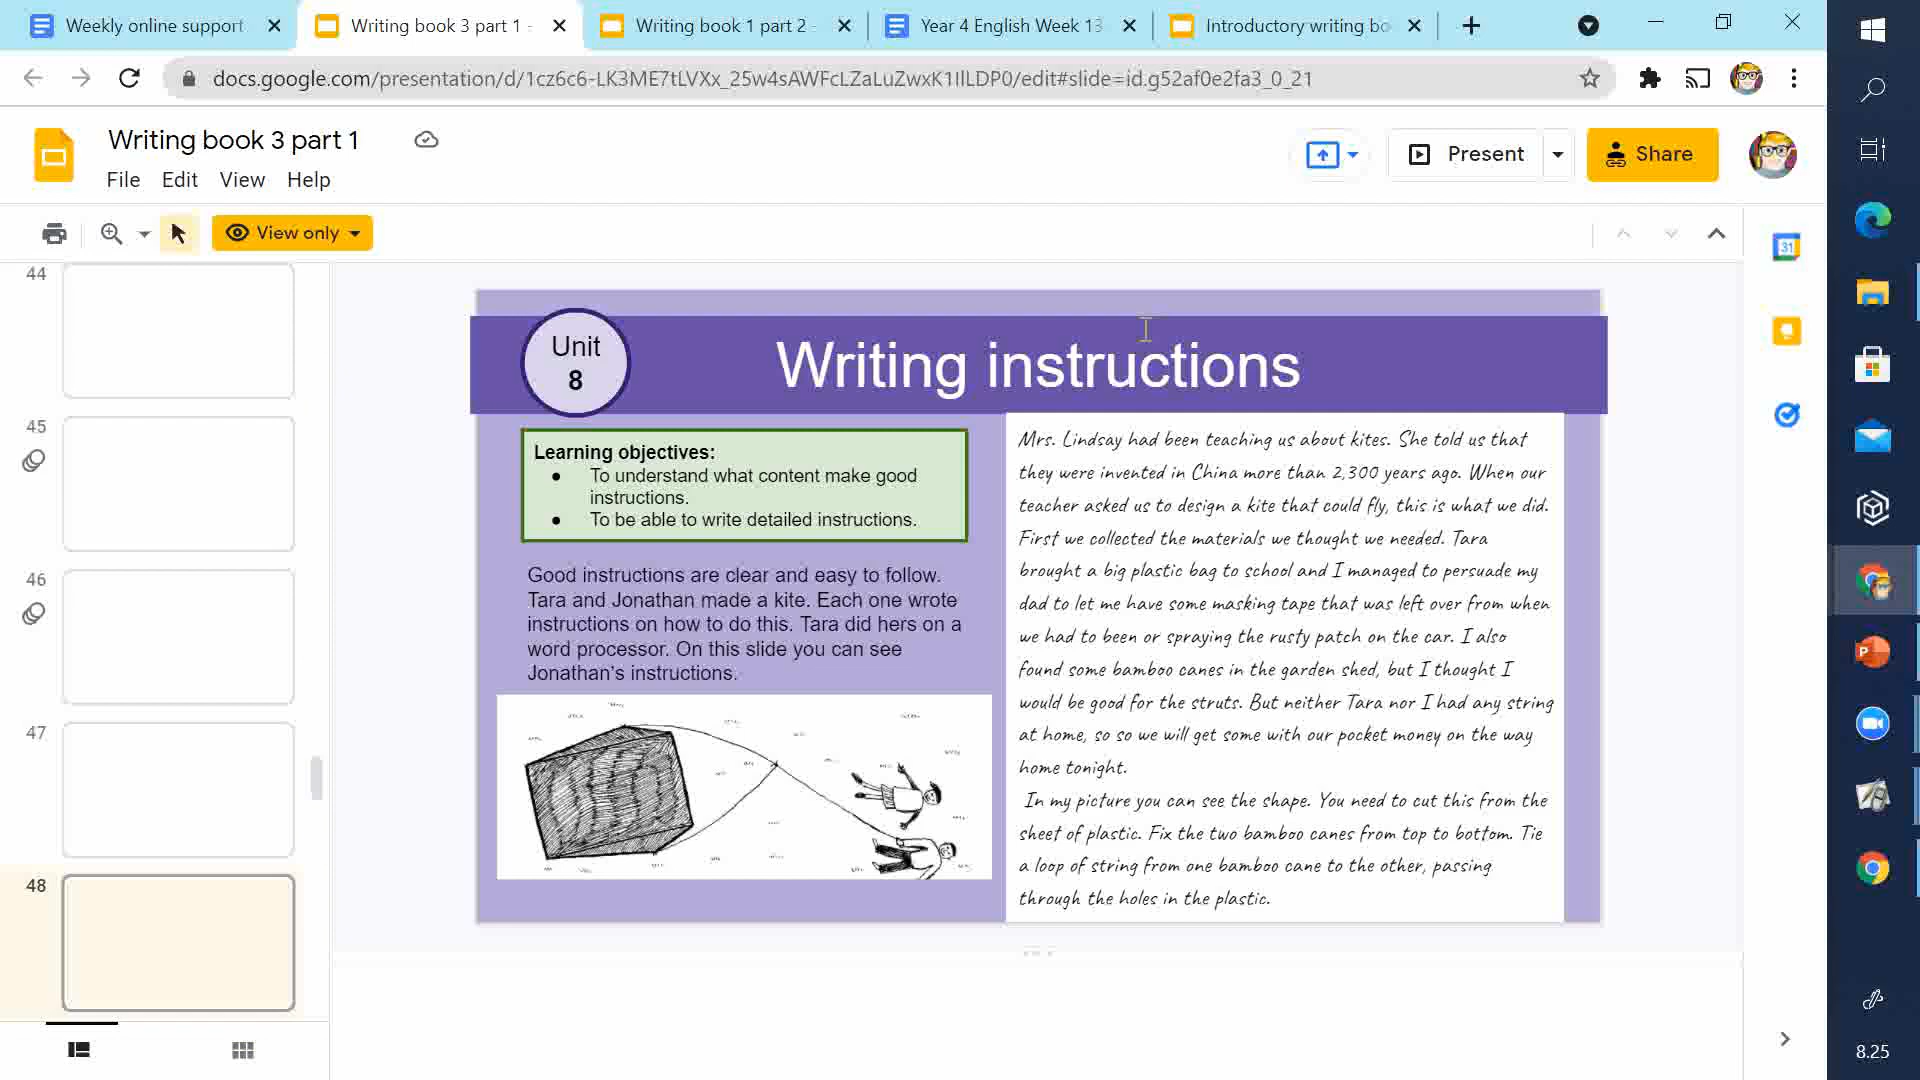 Weekly online support
Writing book 3 part 1 -
Writing book 1 part 2 -
Year 4 English Week 13
Introductory writing bo
docs.google.com/presentation/d/1cz6c6-LK3ME7tLVXx_25w4sAWFcLZaLuZwxK1IlLDP0/edit#slide=id.g52af0e2fa3_0_21
Writing book 3 part 1
File Edit View Help
Present
Share
View only
31
44
45
46
47
48
Unit
8
Writing instructions
Learning objectives:
● To understand what content make good
instructions.
● To be able to write detailed instructions.
Good instructions are clear and easy to follow.
Tara and Jonathan made a kite. Each one wrote
instructions on how to do this. Tara did hers on a
word processor. On this slide you can see
Jonathan's instructions.
Mrs. Lindsay had been teaching us about kites. She told us that
they were invented in China more than 2,300 years ago. When our
teacher asked us to design a kite that could fly, this is what we did.
First we collected the materials we thought we needed. Tara
brought a big plastic bag to school and I managed to persuade my
dad to let me have some masking tape that was left over from when
we had to been or spraying the rusty patch on the car. I also
found some bamboo canes in the garden shed, but I thought I
would be good for the struts. But neither Tara nor I had any string
at home, so so we will get some with our pocket money on the way
home tonight.
In my picture you can see the shape. You need to cut this from the
sheet of plastic. Fix the two bamboo canes from top to bottom. Tie
a loop of string from one bamboo cane to the other, passing
through the holes in the plastic.
8.25